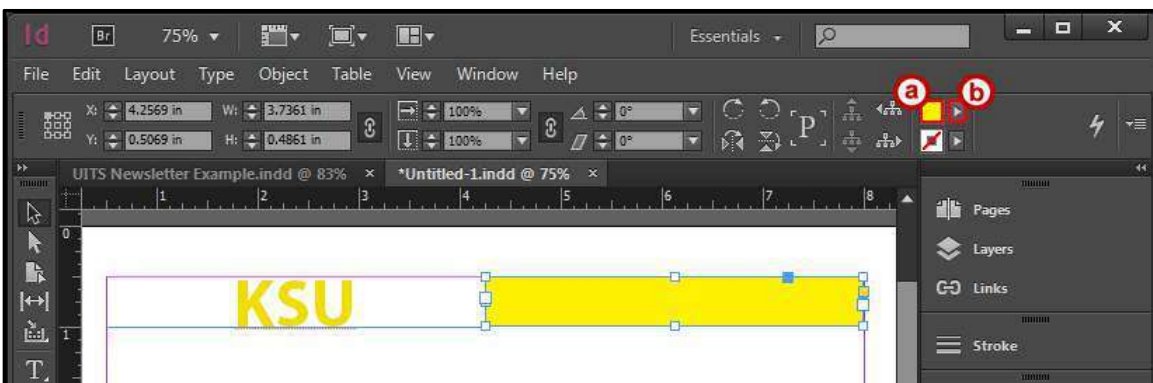 Id Br 75% Essentials
File Edit Layout Type Object Table View Window Help
a b
X: 4.2569 in W: 3.7361 in 100% 0° P
Y: 0.5069 in H: 0.4861 in 100% 0°
UITS Newsletter Example.indd @ 83% × *Untitled-1.indd @ 75% ×
1 2 3 4 5 6 7 8
0
1
KSU
T
Pages
Layers
Links
Stroke